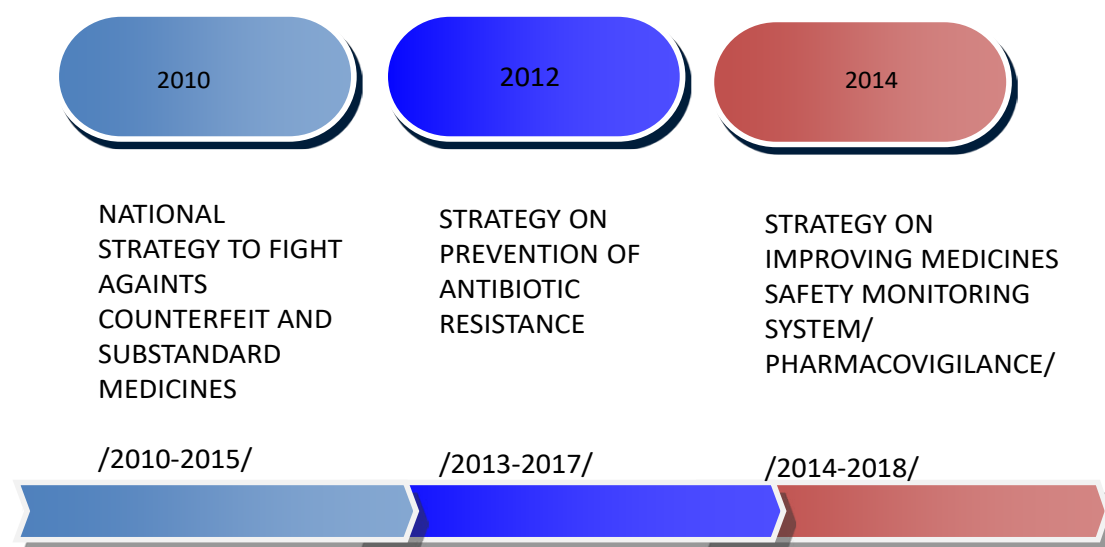 2010
2012
2014
NATIONAL
STRATEGY TO FIGHT
AGAINTS
COUNTERFEIT AND
SUBSTANDARD
MEDICINES
/2010-2015/
STRATEGY ON
PREVENTION OF
ANTIBIOTIC
RESISTANCE
/2013-2017/
STRATEGY ON
IMPROVING MEDICINES
SAFETY MONITORING
SYSTEM/
PHARMACOVIGILANCE/
/2014-2018/